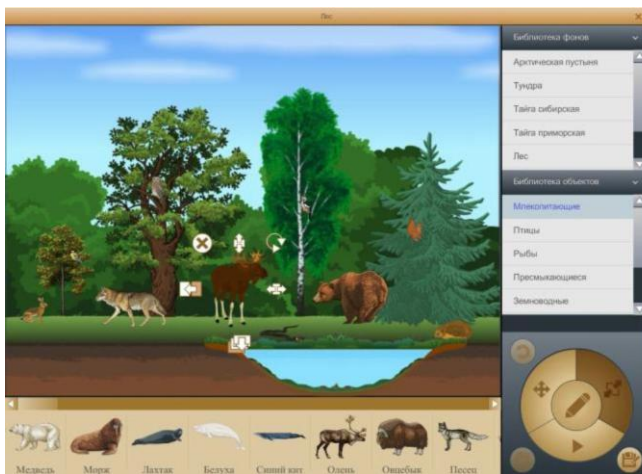 Лес
Библиотека фонов
Арктическая пустыня
Тундра
Тайга сибирская
Тайга приморская
Лес
Библиотека объектов
Млекопитающие
Птицы
Рыбы
Пресмыкающиеся
Земноводные
Медведь
Морж
Лахтак
Белуха
Синий кит
Олень
Овцебык
Песец